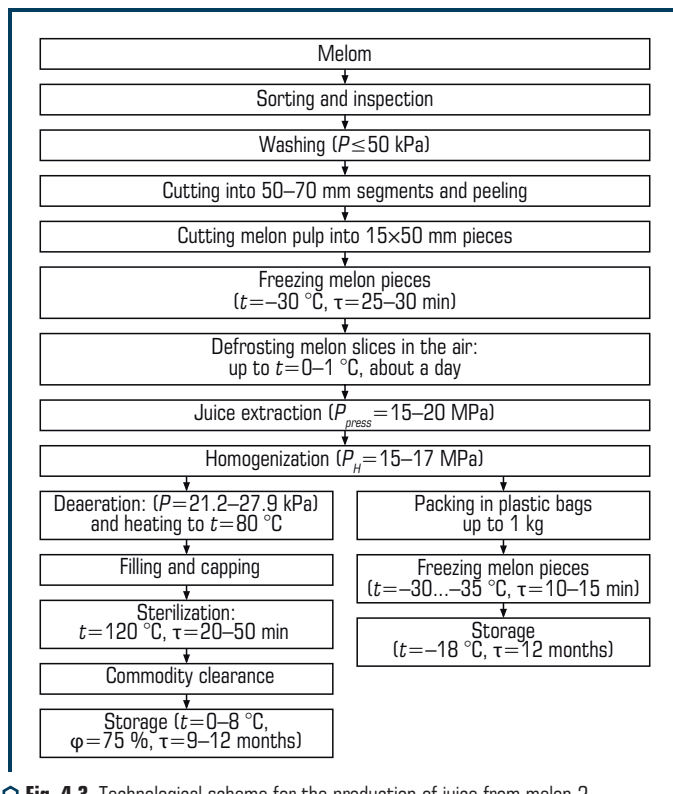 Melom
Sorting and inspection
Washing (P≤50 kPa)
Cutting into 50–70 mm segments and peeling
Cutting melon pulp into 15×50 mm pieces
Freezing melon pieces
(t=–30 °C, τ=25–30 min)
Defrosting melon slices in the air:
up to t=0–1 °C, about a day
Juice extraction (P_press=15–20 MPa)
Homogenization (P_H=15–17 MPa)
Deaeration: (P=21.2–27.9 kPa)
and heating to t=80 °C
Filling and capping
Sterilization:
t=120 °C, τ=20–50 min
Commodity clearance
Storage (t=0–8 °C,
φ=75 %, τ=9–12 months)
Packing in plastic bags
up to 1 kg
Freezing melon pieces
(t=–30...–35 °C, τ=10–15 min)
Storage
(t=–18 °C, τ=12 months)
Fig. 4.3. Technological scheme for the production of juice from melon 2